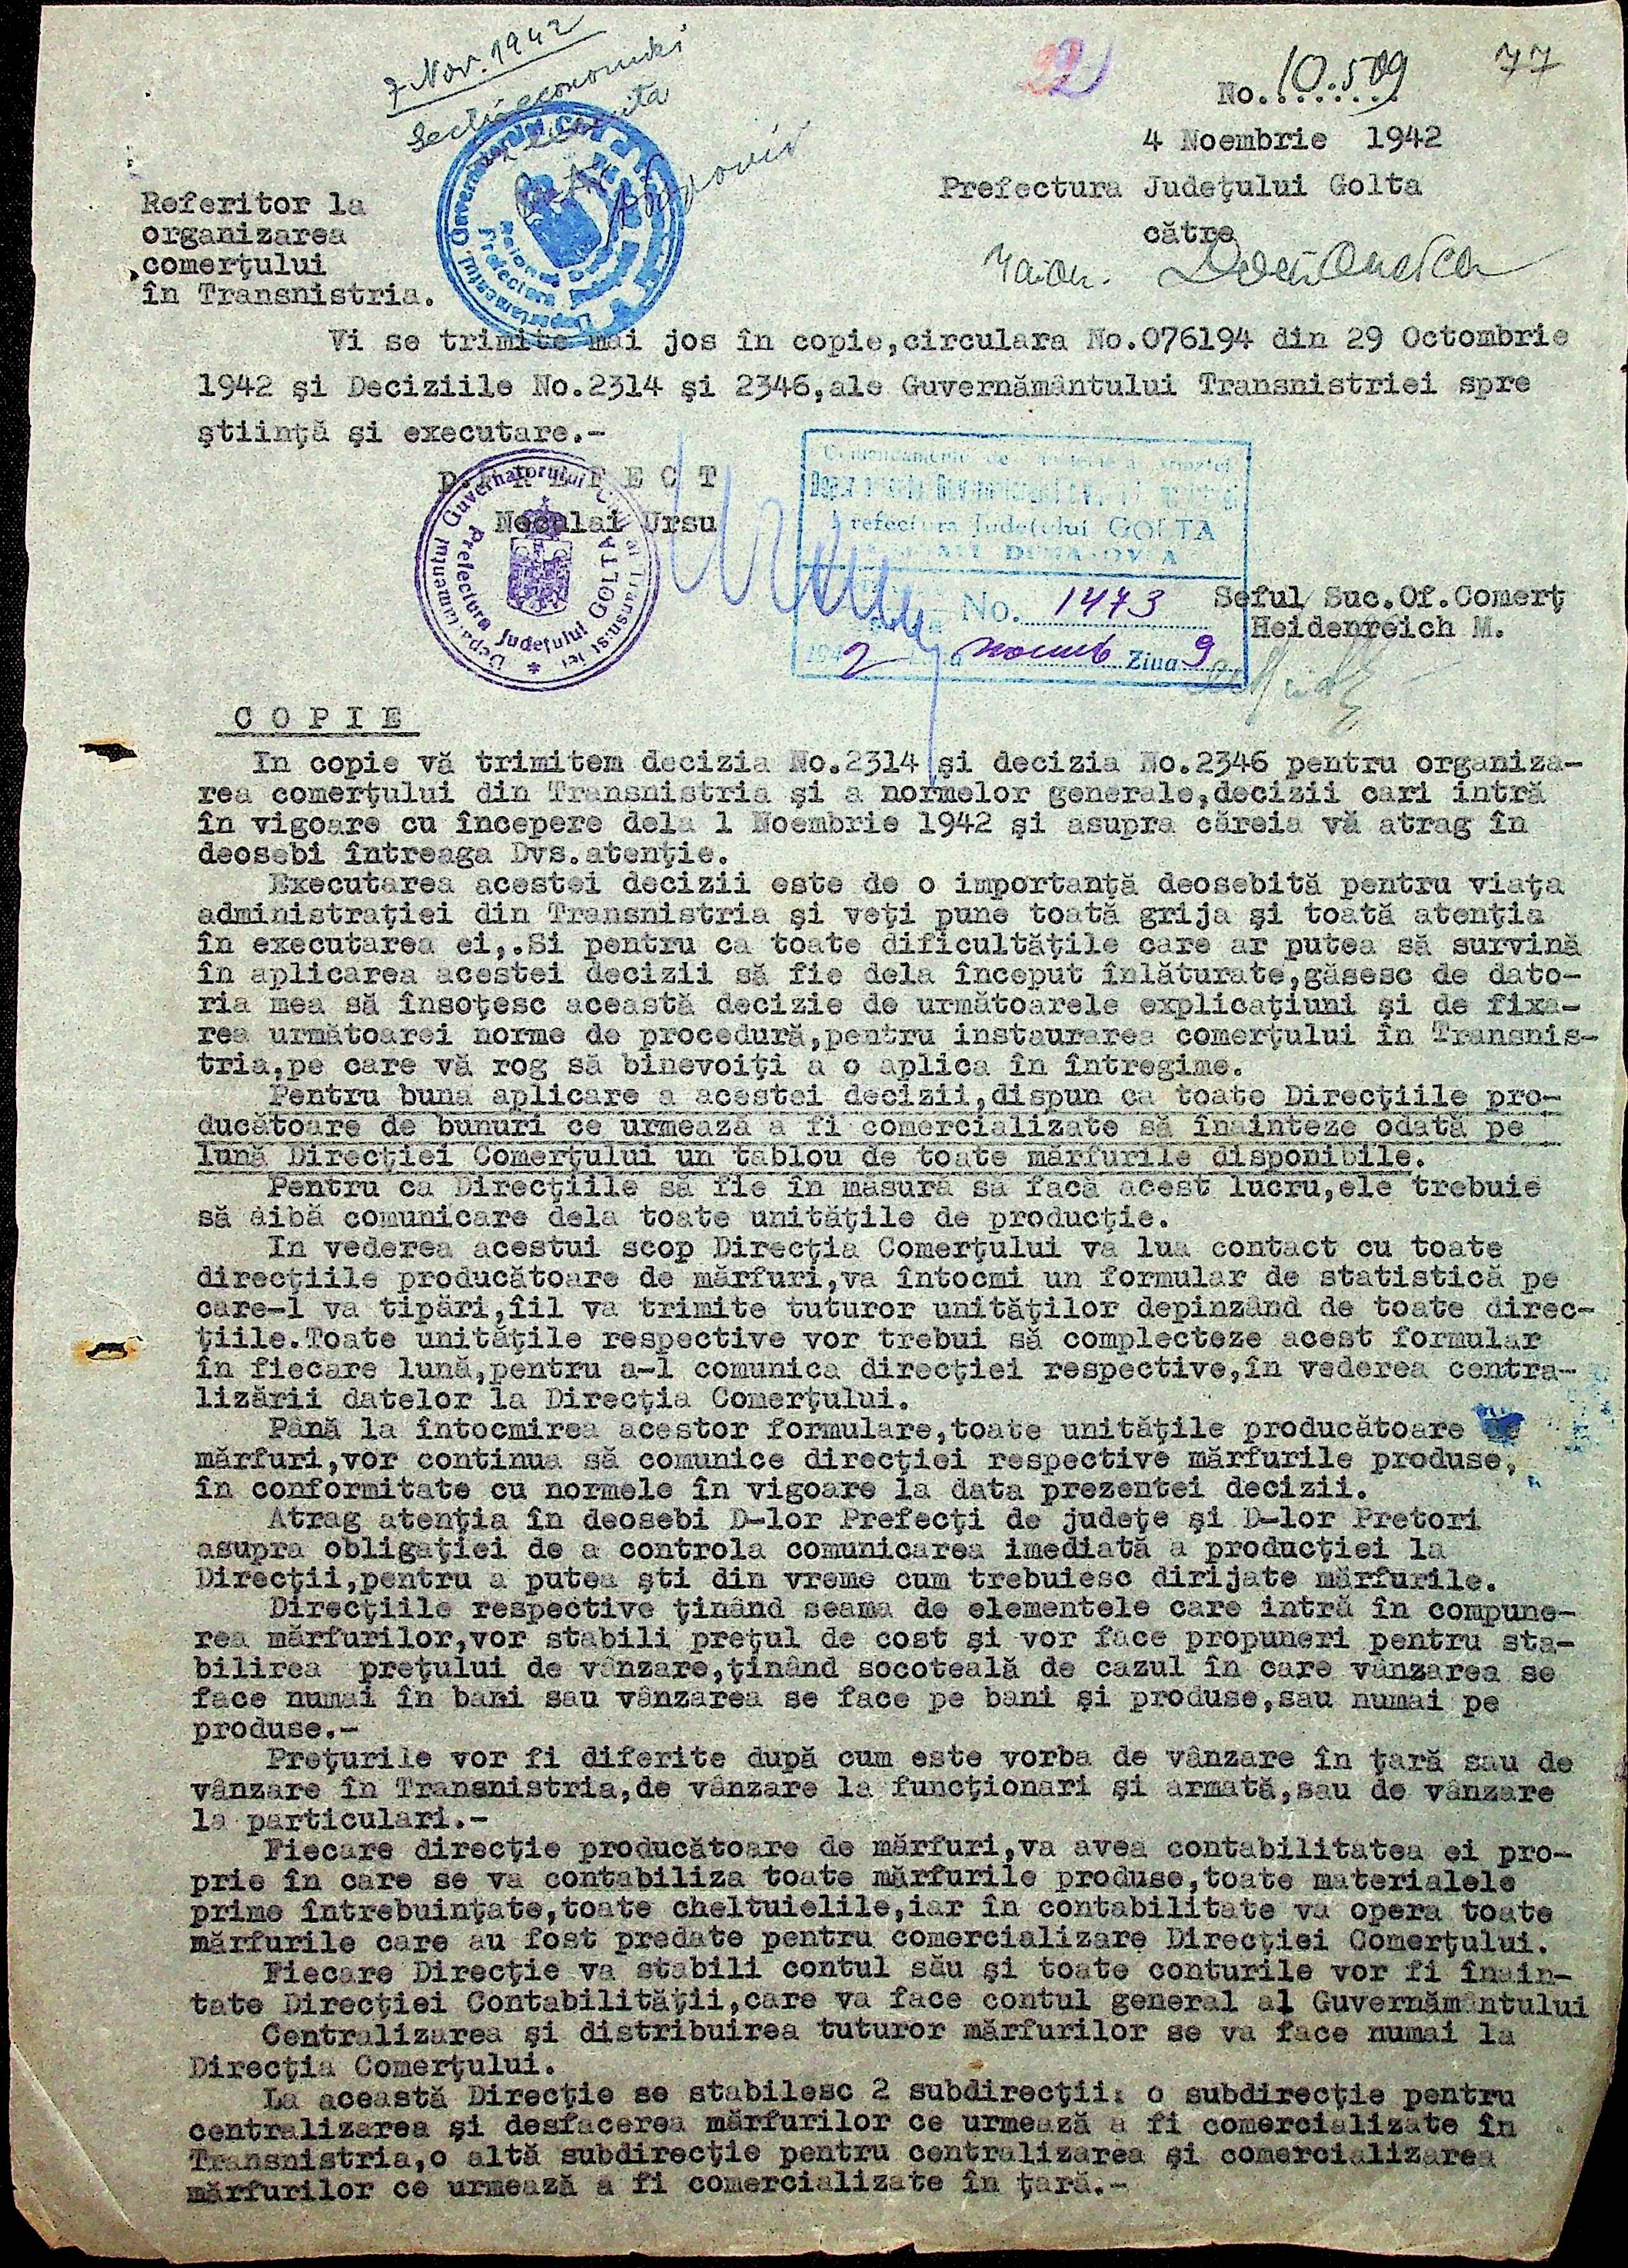 7 Nov. 1942
22
77
No. 10.509
4 Noembrie 1942
Prefectura Judeţului Golta
către
Referitor la
organizarea
comerţului
în Transnistria.
Vi se trimite mai jos în copie,circulara No.076194 din 29 Octombrie
1942 şi Deciziile No.2314 şi 2346,ale Guvernământului Transnistriei spre
ştiinţă şi executare.-
p.P R E F E C T
Neculai Ursu
Departamentul Guvernatorului Civil al Transnistriei
Prefectura Judeţului GOLTA
Prefectura Judeţului GOLTA
No. 1473
1942 Luna noemb Ziua 9
Seful Suc.Of.Comerţ
Heidenreich M.
C O P I E
In copie vă trimitem decizia No.2314 şi decizia No.2346 pentru organiza-
rea comerţului din Transnistria şi a normelor generale,decizii cari intră
în vigoare cu începere dela 1 Noembrie 1942 şi asupra căreia vă atrag în
deosebi întreaga Dvs.atenţie.
Executarea acestei decizii este de o importanţă deosebită pentru viaţa
administraţiei din Transnistria şi veţi pune toată grija şi toată atenţia
în executarea ei,.Si pentru ca toate dificultăţile care ar putea să survină
în aplicarea acestei decizii să fie dela început înlăturate,găsesc de dato-
ria mea să însoţesc această decizie de următoarele explicaţiuni şi de fixa-
rea următoarei norme de procedură,pentru instaurarea comerţului în Transnis-
tria,pe care vă rog să binevoiţi a o aplica în întregime.
Pentru buna aplicare a acestei decizii,dispun ca toate Direcţiile pro-
ducătoare de bunuri ce urmează a fi comercializate să înainteze odată pe
lună Direcţiei Comerţului un tablou de toate mărfurile disponibile.
Pentru ca Direcţiile să fie în măsură să facă acest lucru,ele trebuie
să aibă comunicare dela toate unităţile de producţie.
In vederea acestui scop Direcţia Comerţului va lua contact cu toate
direcţiile producătoare de mărfuri,va întocmi un formular de statistică pe
care-l va tipări,îil va trimite tuturor unităţilor depinzând de toate direc-
ţiile.Toate unităţile respective vor trebui să complecteze acest formular
în fiecare lună,pentru a-l comunica direcţiei respective,în vederea centra-
lizării datelor la Direcţia Comerţului.
Până la întocmirea acestor formulare,toate unităţile producătoare de
mărfuri,vor continua să comunice direcţiei respective mărfurile produse,
în conformitate cu normele în vigoare la data prezentei decizii.
Atrag atenţia în deosebi D-lor Prefecţi de judeţe şi D-lor Pretori
asupra obligaţiei de a controla comunicarea imediată a producţiei la
Direcţii,pentru a putea şti din vreme cum trebuiesc dirijate mărfurile.
Direcţiile respective ţinând seama de elementele care intră în compune-
rea mărfurilor,vor stabili preţul de cost şi vor face propuneri pentru sta-
bilirea preţului de vânzare,ţinând socoteală de cazul în care vânzarea se
face numai în bani sau vânzarea se face pe bani şi produse,sau numai pe
produse.-
Preţurile vor fi diferite după cum este vorba de vânzare în ţară sau de
vânzare în Transnistria,de vânzare la funcţionari şi armată,sau de vânzare
la particulari.-
Fiecare direcţie producătoare de mărfuri,va avea contabilitatea ei pro-
prie în care se va contabiliza toate mărfurile produse,toate materialele
prime întrebuinţate,toate cheltuielile,iar în contabilitate va opera toate
mărfurile care au fost predate pentru comercializare Direcţiei Comerţului.
Fiecare Direcţie va stabili contul său şi toate conturile vor fi înain-
tate Direcţiei Contabilităţii,care va face contul general al Guvernământului
Centralizarea şi distribuirea tuturor mărfurilor se va face numai la
Direcţia Comerţului.
La această Direcţie se stabilesc 2 subdirecţii: o subdirecţie pentru
centralizarea şi desfacerea mărfurilor ce urmează a fi comercializate în
Transnistria,o altă subdirecţie pentru centralizarea şi comercializarea
mărfurilor ce urmează a fi comercializate în ţară.-